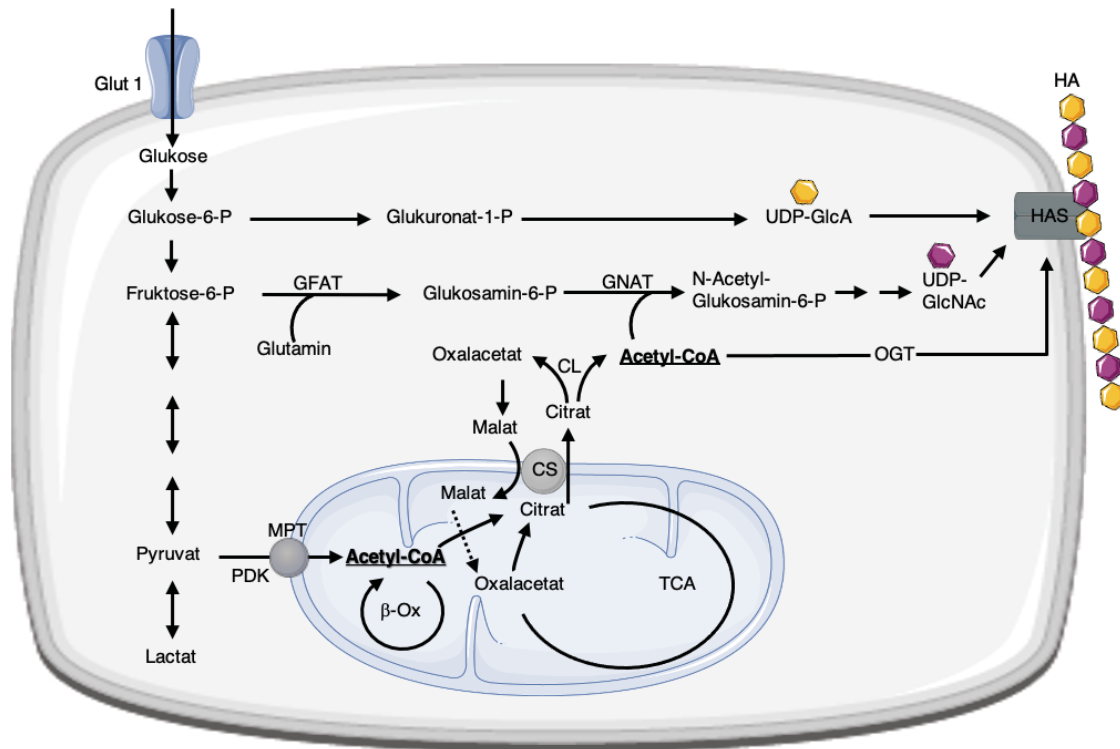 Glut 1
HA
Glukose
Glukose-6-P
Glukuronat-1-P
UDP-GlcA
HAS
Fruktose-6-P
GFAT
Glutamin
Glukosamin-6-P
GNAT
N-Acetyl-
Glukosamin-6-P
UDP-
GlcNAc
Oxalacetat
CL
Acetyl-CoA
OGT
Citrat
Malat
CS
Malat
Citrat
MPT
Pyruvat
PDK
Acetyl-CoA
Oxalacetat
TCA
β-Ox
Lactat